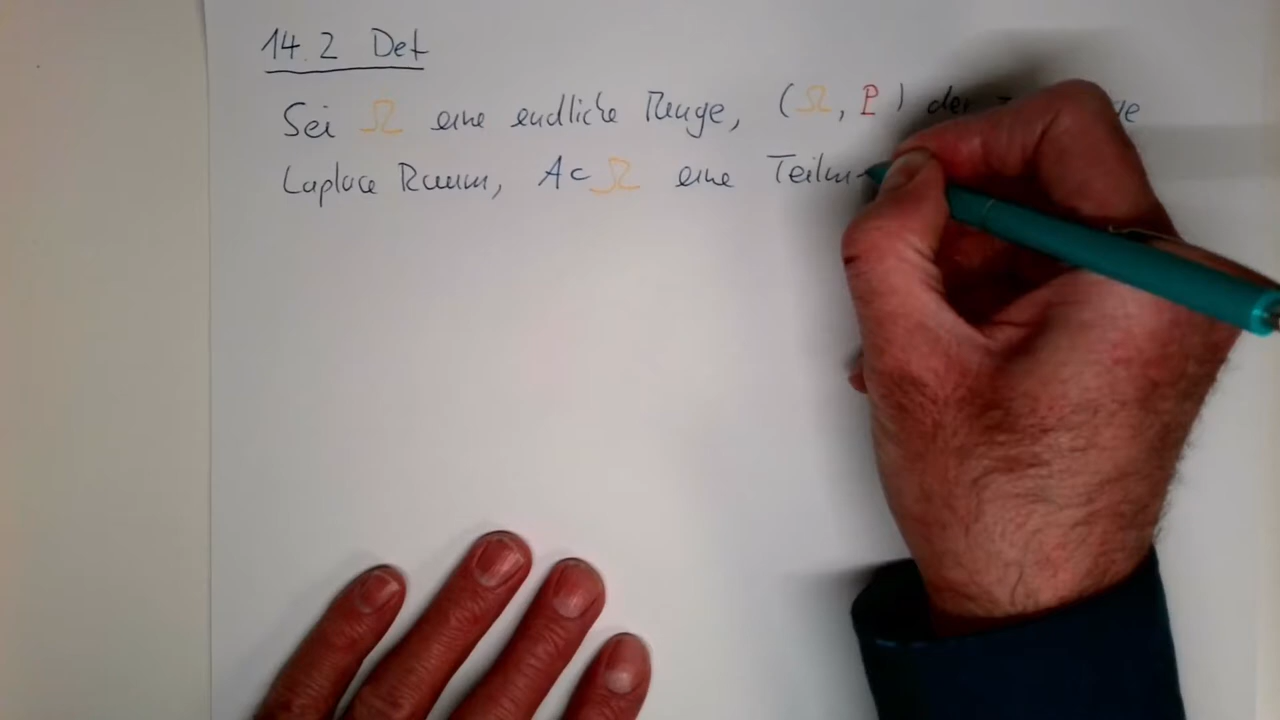 14.2 Def
Sei Ω eine endliche Menge, (Ω, P) der
Laplace Raum, A ⊂ Ω eine Teilm